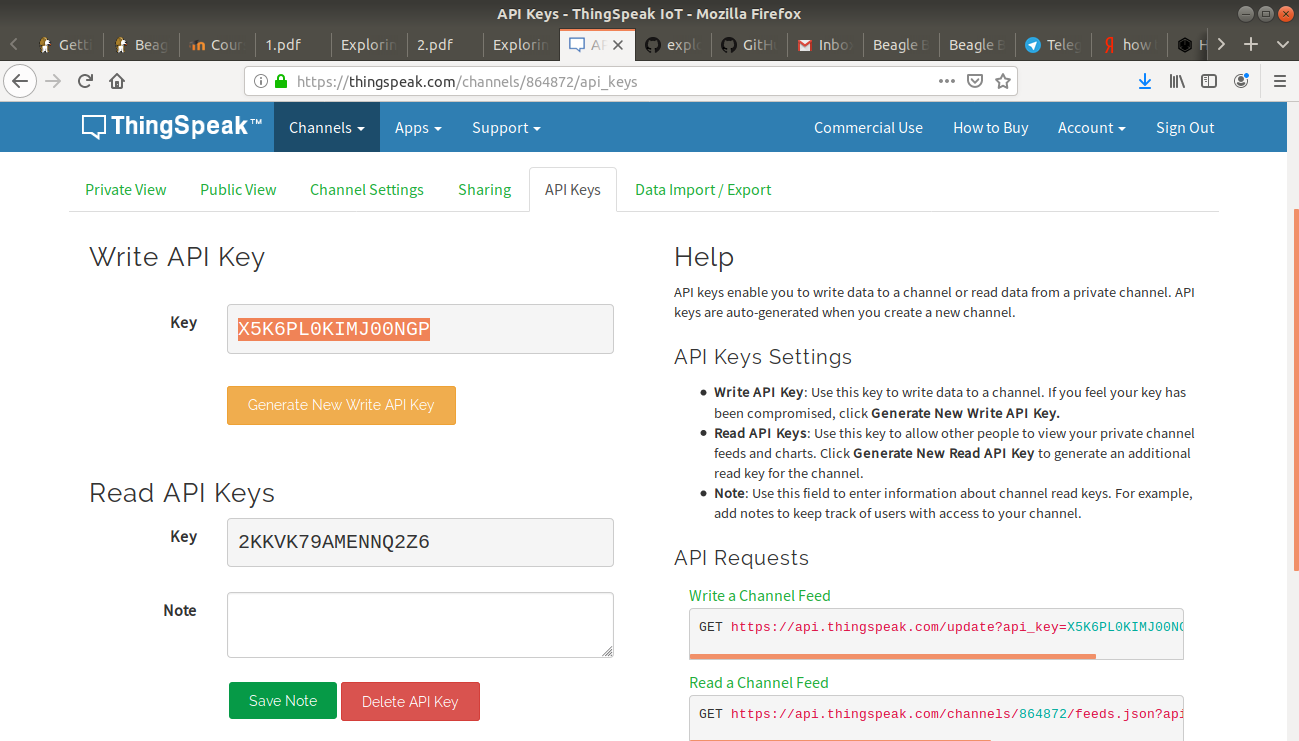 API Keys - ThingSpeak IoT - Mozilla Firefox
Beag
Cour
1.pdf
Explorin
2.pdf
Explorin
explo
GitH
Inbo
Beagle B
Beagle B
Teleg
how
https://thingspeak.com/channels/864872/api_keys
ThingSpeak™ Channels Apps Support Commercial Use How to Buy Account Sign Out
Private View Public View Channel Settings Sharing API Keys Data Import / Export
Write API Key
Key X5K6PL0KIMJ00NGP
Generate New Write API Key
Read API Keys
Key 2KKVK79AMENNQ2Z6
Note
Save Note Delete API Key
Help
API keys enable you to write data to a channel or read data from a private channel. API
keys are auto-generated when you create a new channel.
API Keys Settings
Write API Key: Use this key to write data to a channel. If you feel your key has
been compromised, click Generate New Write API Key.
Read API Keys: Use this key to allow other people to view your private channel
feeds and charts. Click Generate New Read API Key to generate an additional
read key for the channel.
Note: Use this field to enter information about channel read keys. For example,
add notes to keep track of users with access to your channel.
API Requests
Write a Channel Feed
GET https://api.thingspeak.com/update?api_key=X5K6PL0KIMJ00NG
Read a Channel Feed
GET https://api.thingspeak.com/channels/864872/feeds.json?api